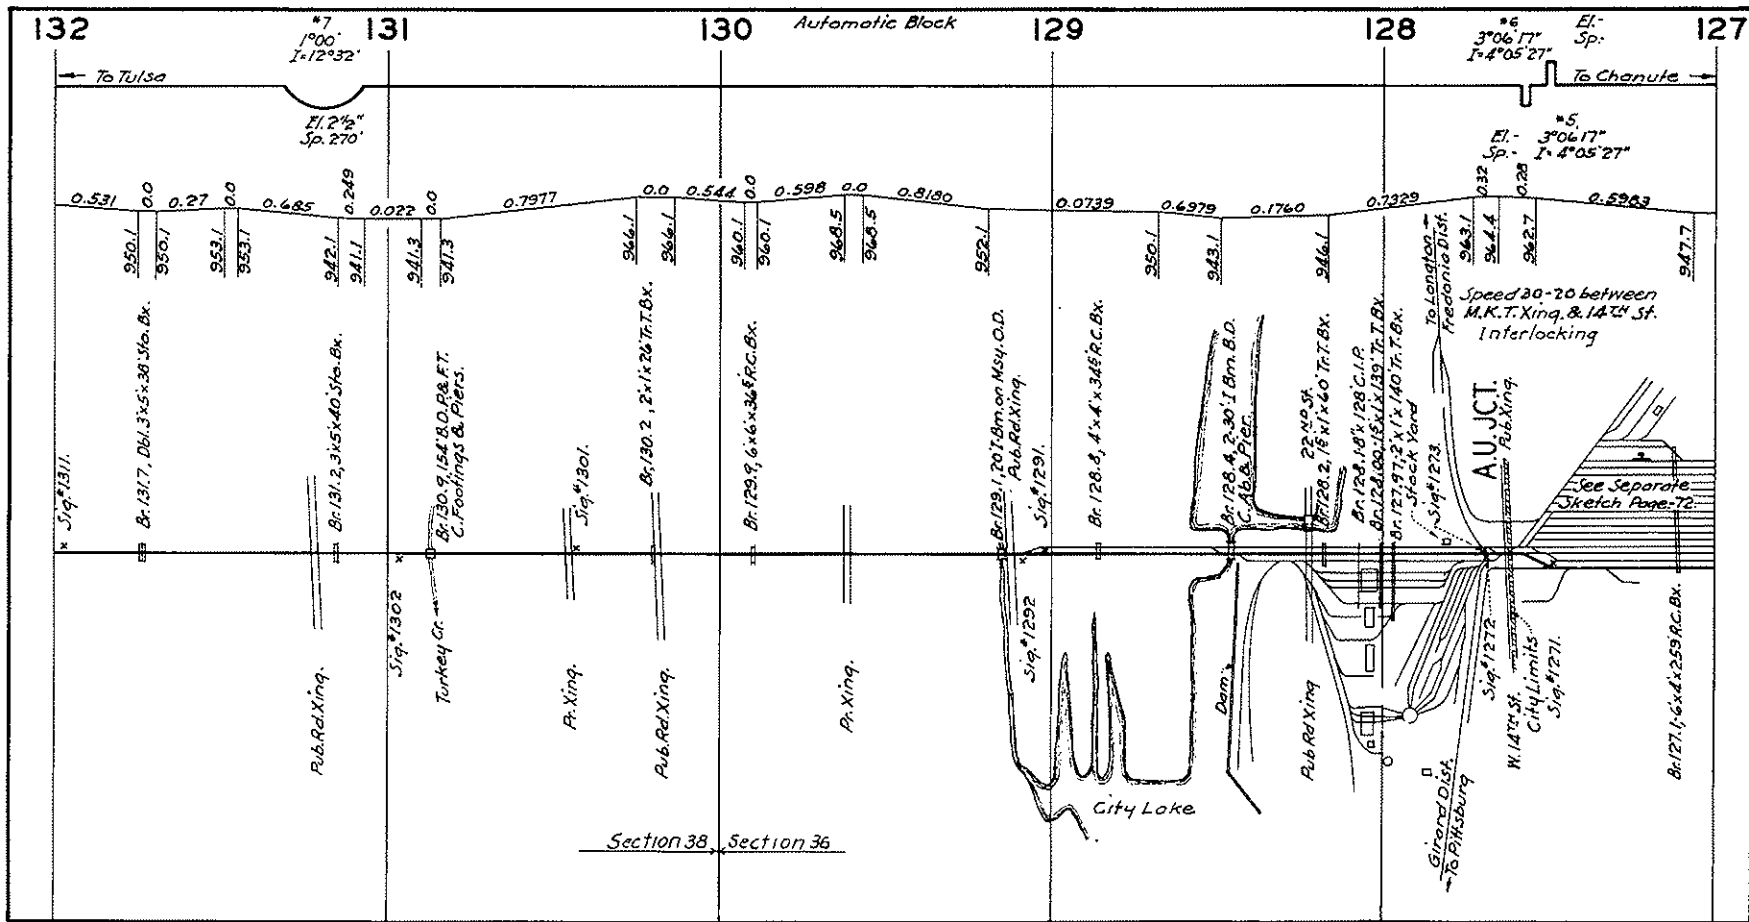 132
131
130
129
128
127
#7
1°00'
I=12°32'
Automatic Block
#6
3°06'17"
I=4°05'27"
El.-
Sp.-
← To Tulsa
To Chanute →
El. 2½"
Sp. 270'
#5.
El.- 3°06'17"
Sp.- I=4°05'27"
0.531
0.0
0.27
0.0
0.685
0.249
0.022
0.0
0.7977
0.0
0.544
0.0
0.598
0.0
0.8180
0.0739
0.6979
0.1760
0.7329
0.32
0.28
0.5983
950.1
950.1
953.1
953.1
942.1
941.1
941.3
941.3
966.1
966.1
960.1
960.1
968.5
968.5
952.1
950.1
943.1
946.1
963.1
964.4
962.7
947.7
To Longton →
Fredonia Dist.
Speed 30-20 between
M.K.T. Xing. & 14TH St.
Interlocking
Sig. #1311.
Br. 131.7, Dbl. 3'x5'x38' Sto. Bx.
Br. 131.2, 3'x5'x40' Sto. Bx.
Br. 130.9, 154' B.D.P. & F.T.
C. Footings & Piers.
Sig. #1301.
Br. 130.2, 2'x1'x26' Tr. T. Bx.
Br. 129.9, 6'x6'x36⁵' R.C. Bx.
Br. 129.1, 20' I-Bm. on Msy. O.D.
Pub. Rd Xing.
Sig. #1291.
Br. 128.8, 4'x4'x34⁵' R.C. Bx.
Br. 128.4, 2-30' I Bm. B.D.
C. Ab. & Pier.
22ND St.
Br. 128.2, 1⁵'x1'x60' Tr. T. Bx.
Br. 128.1, 18"x128' C.I.P.
Br. 128.00, 1⁵'x1'x139' Tr. T. Bx.
Br. 127.97, 2'x1'x140' Tr. T. Bx.
Stock Yard
Sig. #1273
A.U. JCT.
Pub. Xing.
See Separate
Sketch Page-72
Pub. Rd Xing.
Sig. #1302
Turkey Cr.
Pr. Xing.
Pub. Rd Xing.
Pr. Xing.
Sig. #1292
Dam
Pub Rd Xing
Sig. #1272
W. 14TH St.
City Limits
Sig. #1271.
Br. 127.1, 6'x4'x259' R.C. Bx.
City Lake
Girard Dist.
← To Pittsburg
Section 38
Section 36